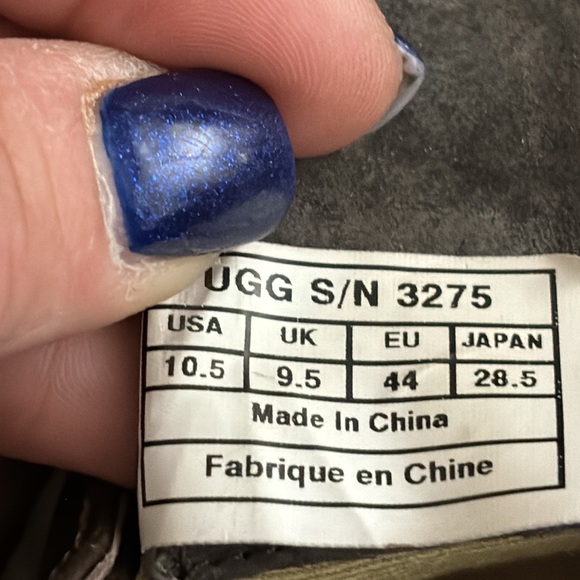 UGG S/N 3275
USA UK EU JAPAN
10.5 9.5 44 28.5
Made In China
Fabrique en Chine